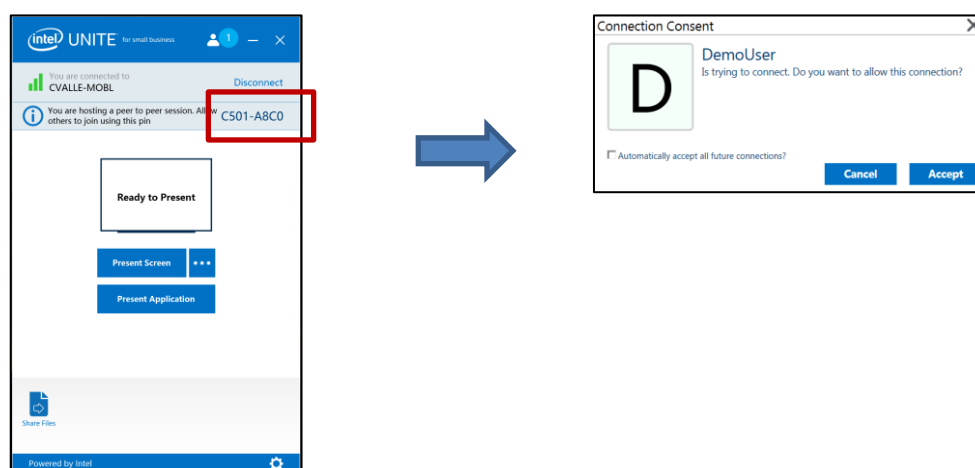 intel UNITE for small business 1
You are connected to
CVALLE-MOBL
Disconnect
You are hosting a peer to peer session. Allow
others to join using this pin
C501-A8C0
Ready to Present
Present Screen
Present Application
Share Files
Powered by Intel
Connection Consent
D
DemoUser
Is trying to connect. Do you want to allow this connection?
Automatically accept all future connections?
Cancel Accept